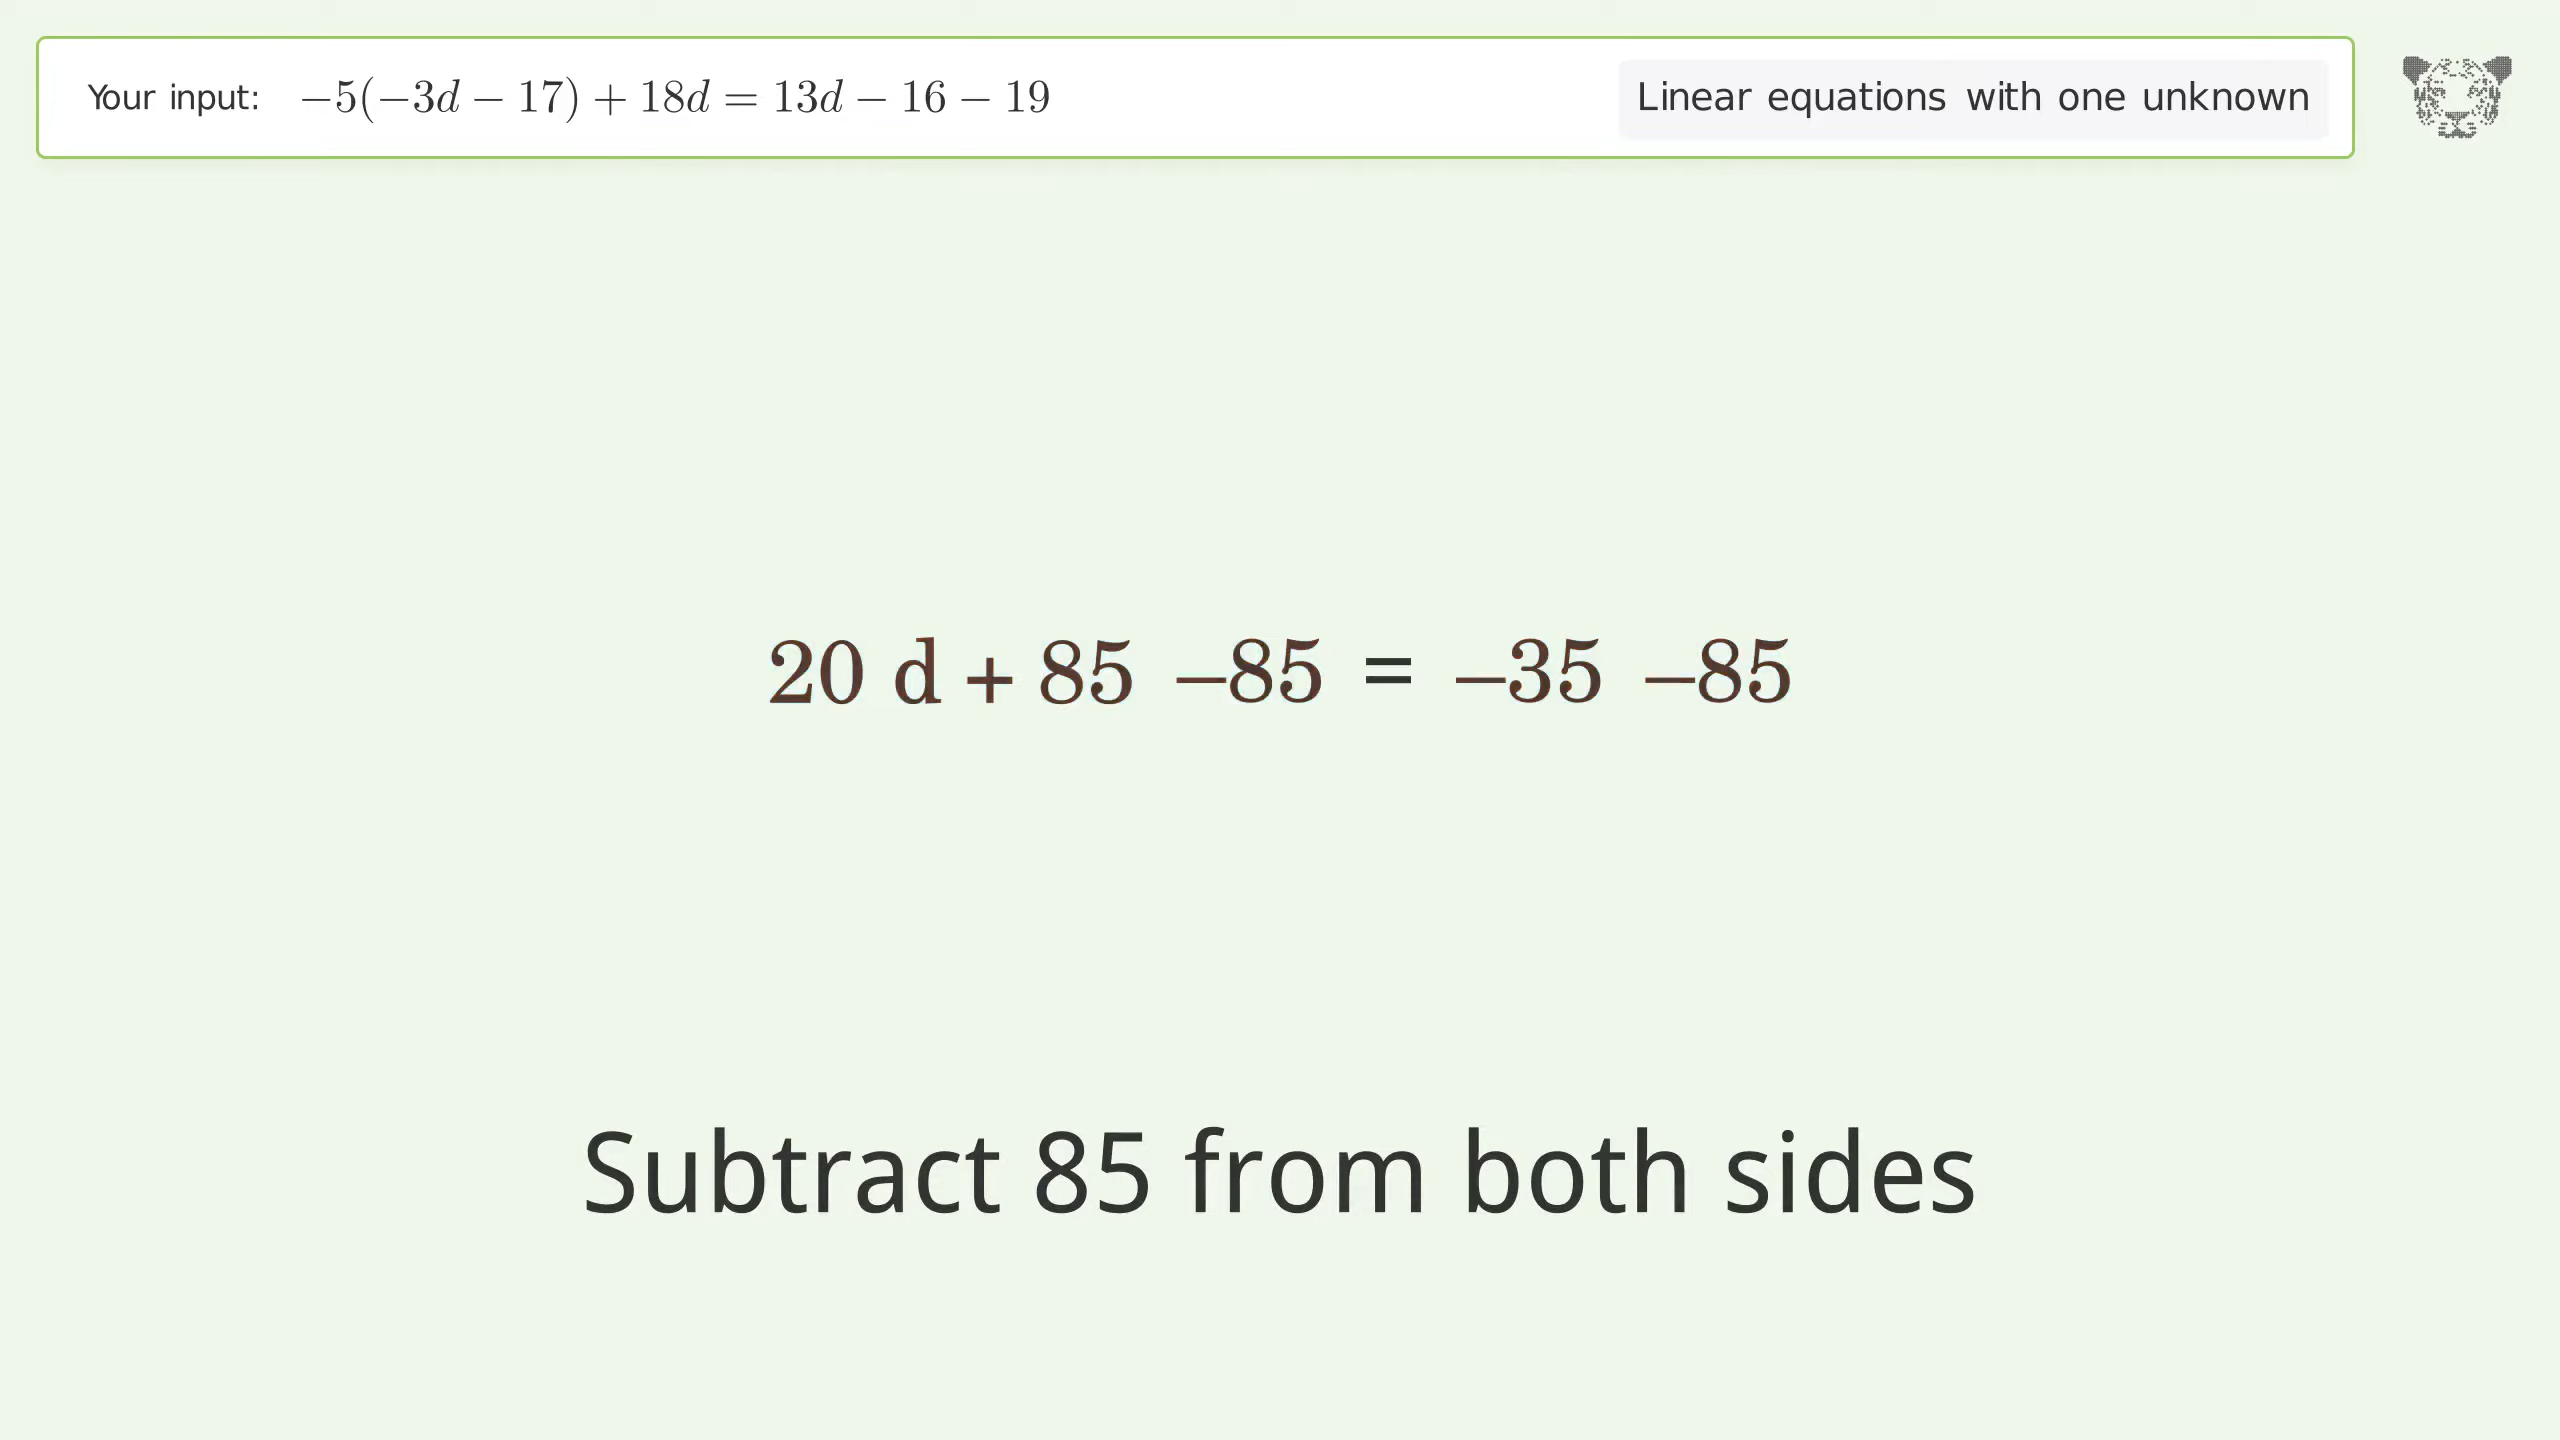 Your input: −5(−3d − 17) + 18d = 13d − 16 − 19
Linear equations with one unknown
20 d + 85 −85 = −35 −85
Subtract 85 from both sides